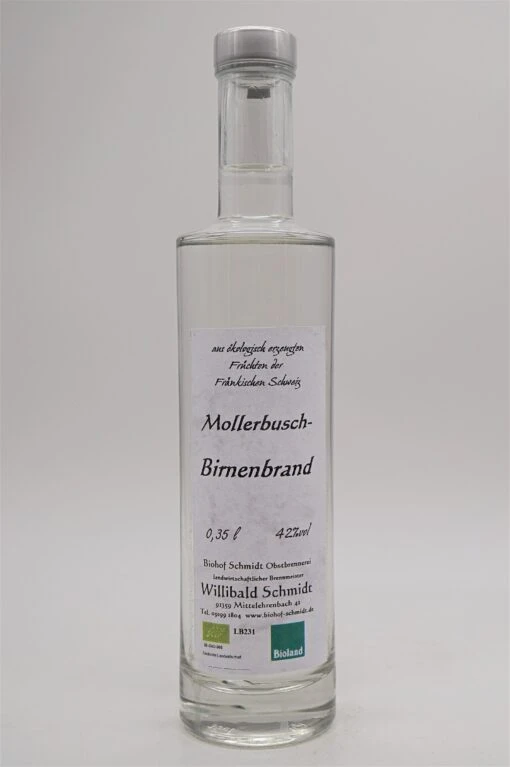 aus ökologisch erzeugten
Früchten der
Fränkischen Schweiz
Mollerbusch-
Birnenbrand
0,35 l 42%vol
Biohof Schmidt Obstbrennerei
Landwirtschaftlicher Brennmeister
Willibald Schmidt
91359 Mittelehrenbach 42
Tel. 09199 1804 www.biohof-schmidt.de
LB231
Bioland